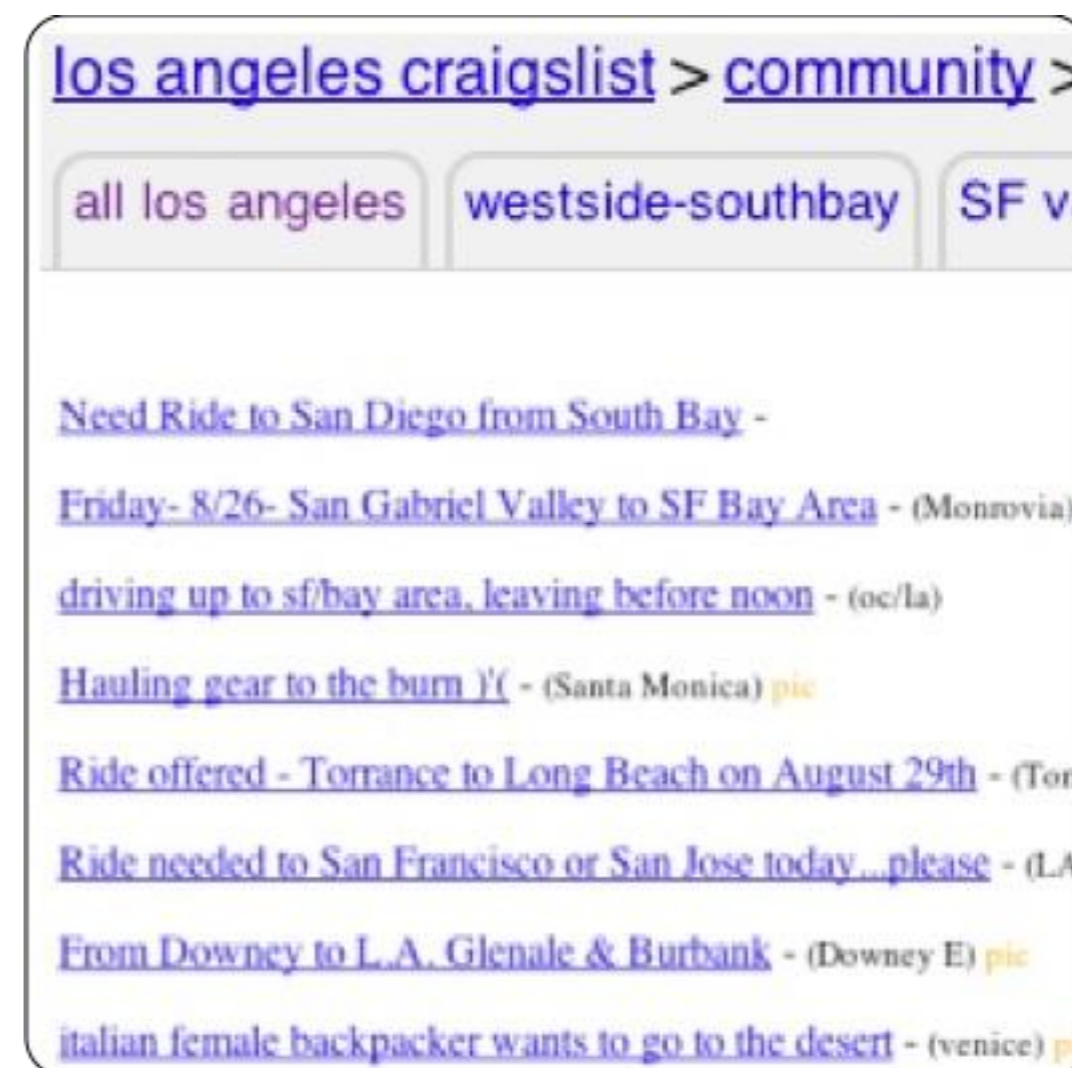 los angeles craigslist > community >
all los angeles westside-southbay SF v
Need Ride to San Diego from South Bay -
Friday- 8/26- San Gabriel Valley to SF Bay Area - (Monrovia)
driving up to sf/bay area, leaving before noon - (oc/la)
Hauling gear to the burn )'( - (Santa Monica) pic
Ride offered - Torrance to Long Beach on August 29th - (Tor
Ride needed to San Francisco or San Jose today...please - (LA
From Downey to L.A. Glenale & Burbank - (Downey E) pic
italian female backpacker wants to go to the desert - (venice) p